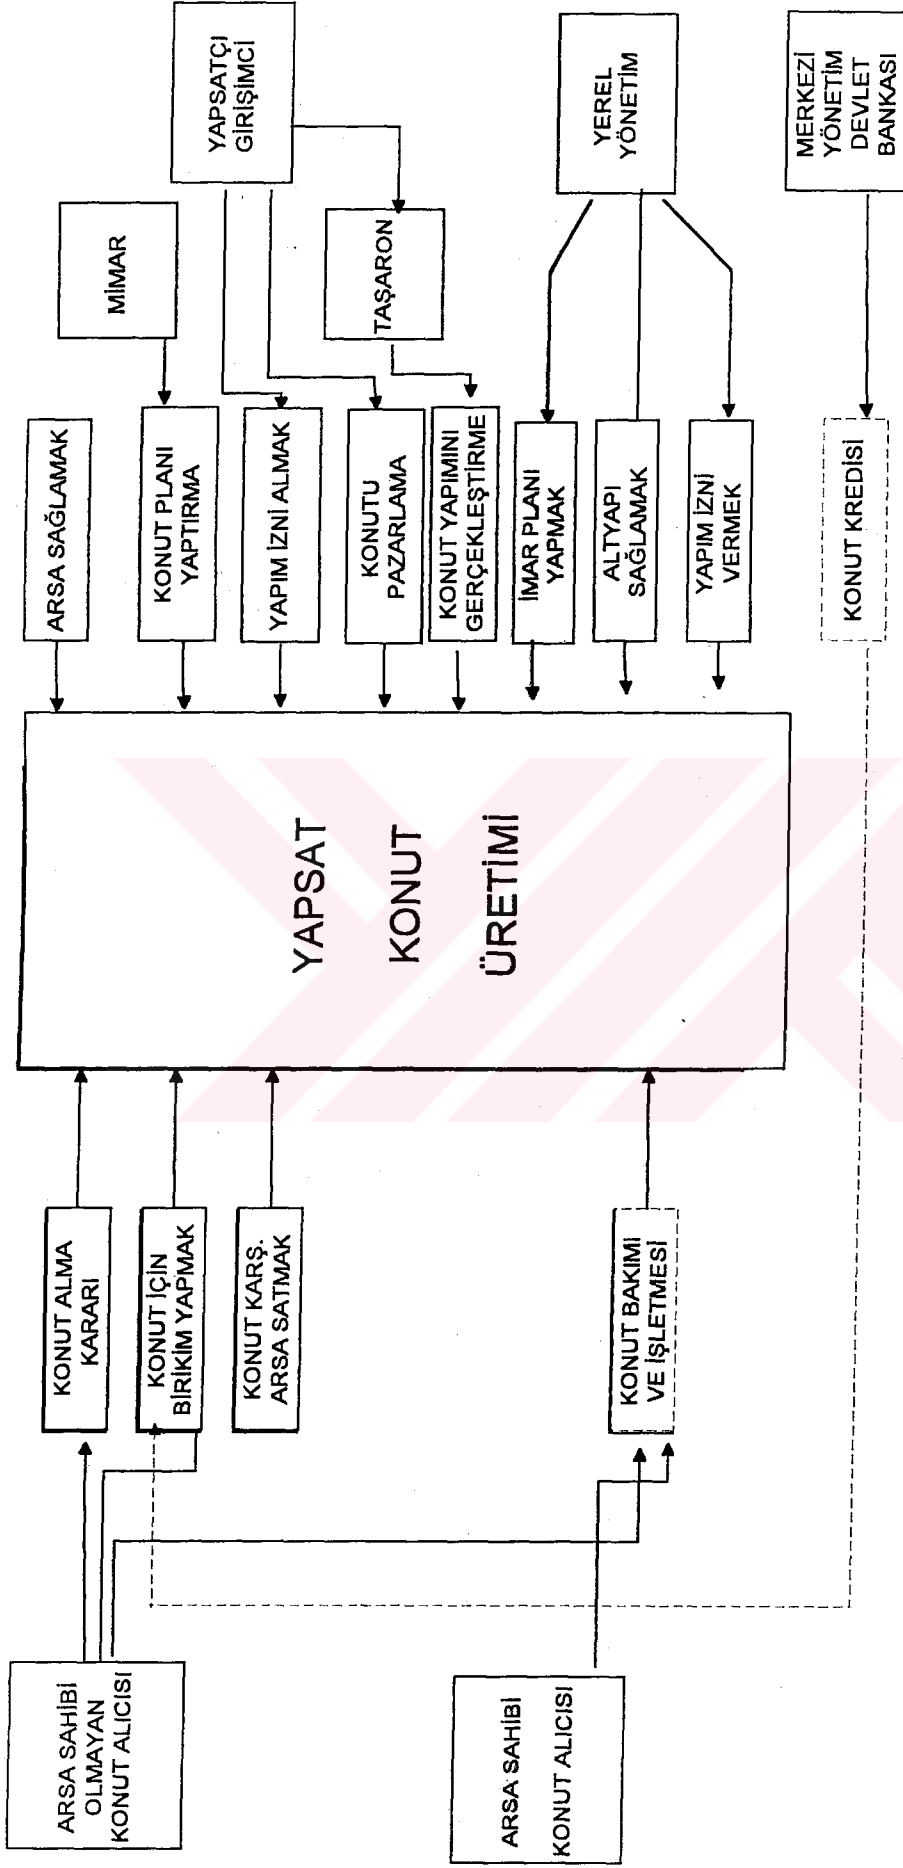 ARSA SAHİBİ
OLMAYAN
KONUT ALICISI
ARSA SAHİBİ
KONUT ALICISI
KONUT ALMA
KARARI
KONUT İÇİN
BİRİKİM YAPMAK
KONUT KARŞ.
ARSA SATMAK
KONUT BAKIMI
VE İŞLETMESİ
YAPSAT
KONUT
ÜRETİMİ
ARSA SAĞLAMAK
KONUT PLANI
YAPTIRMA
YAPIM İZNİ ALMAK
KONUTU
PAZARLAMA
KONUT YAPIMINI
GERÇEKLEŞTİRME
İMAR PLANI
YAPMAK
ALTYAPI
SAĞLAMAK
YAPIM İZNİ
VERMEK
KONUT KREDİSİ
MİMAR
TAŞARON
YAPSATÇI
GİRİŞİMCİ
YEREL
YÖNETİM
MERKEZİ
YÖNETİM
DEVLET
BANKASI